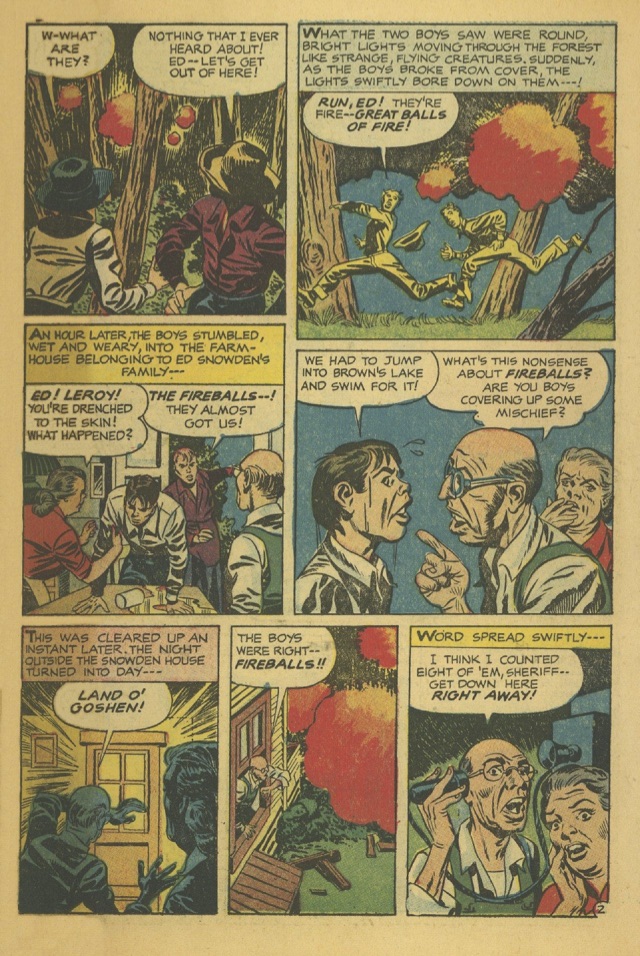 W-WHAT
ARE
THEY?
NOTHING THAT I EVER
HEARD ABOUT!
ED--LET'S GET
OUT OF HERE!
WHAT THE TWO BOYS SAW WERE ROUND,
BRIGHT LIGHTS MOVING THROUGH THE FOREST
LIKE STRANGE, FLYING CREATURES. SUDDENLY,
AS THE BOYS BROKE FROM COVER, THE
LIGHTS SWIFTLY BORE DOWN ON THEM---!
RUN, ED! THEY'RE
FIRE--GREAT BALLS
OF FIRE!
AN HOUR LATER, THE BOYS STUMBLED,
WET AND WEARY, INTO THE FARM-
HOUSE BELONGING TO ED SNOWDEN'S
FAMILY---
ED! LEROY!
YOU'RE DRENCHED
TO THE SKIN!
WHAT HAPPENED?
THE FIREBALLS--!
THEY ALMOST
GOT US!
WE HAD TO JUMP
INTO BROWN'S LAKE
AND SWIM FOR IT!
WHAT'S THIS NONSENSE
ABOUT FIREBALLS?
ARE YOU BOYS
COVERING UP SOME
MISCHIEF?
THIS WAS CLEARED UP AN
INSTANT LATER. THE NIGHT
OUTSIDE THE SNOWDEN HOUSE
TURNED INTO DAY---
LAND O'
GOSHEN!
THE BOYS
WERE RIGHT--
FIREBALLS!!
WORD SPREAD SWIFTLY---
I THINK I COUNTED
EIGHT OF 'EM, SHERIFF--
GET DOWN HERE
RIGHT AWAY!
2